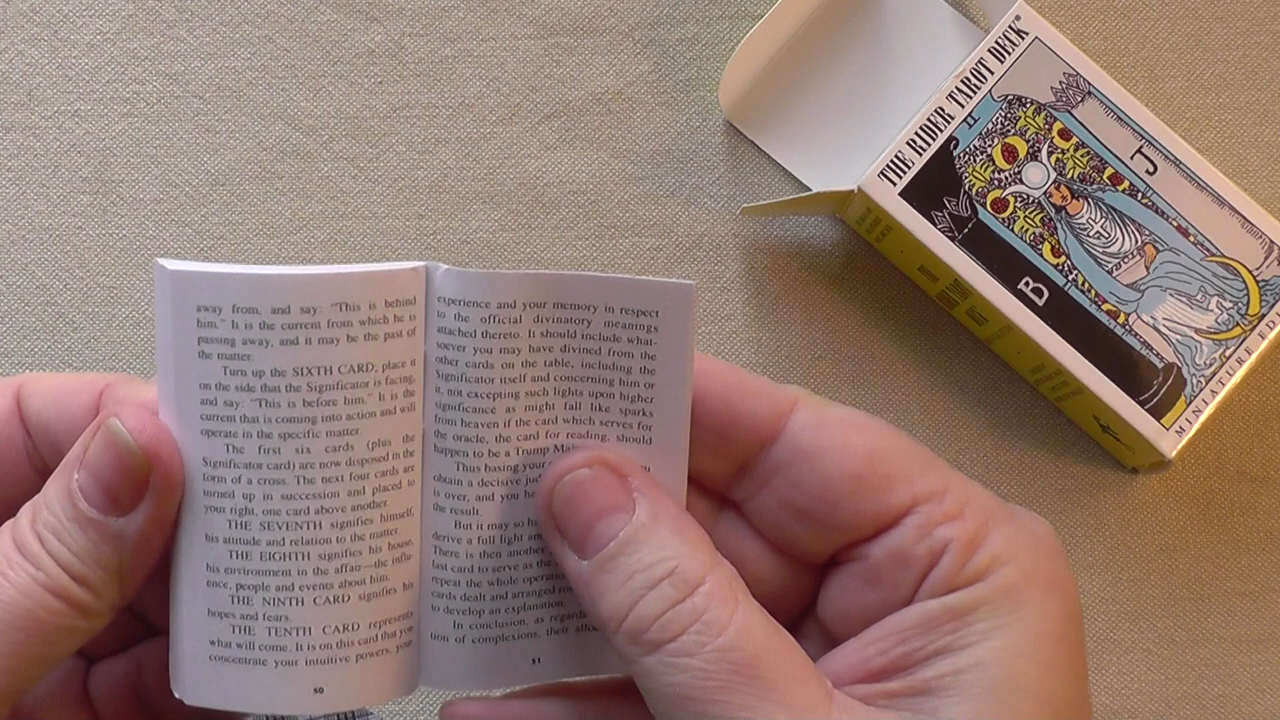 away from, and say: "This is behind
him." It is the current from which he is
passing away, and it may be the past of
the matter.
Turn up the SIXTH CARD, place it
on the side that the Significator is facing,
and say: "This is before him." It is the
current that is coming into action and will
operate in the specific matter.
The first six cards (plus the
Significator card) are now disposed in the
form of a cross. The next four cards are
turned up in succession and placed to
your right, one card above another.
THE SEVENTH signifies himself,
his attitude and relation to the matter.
THE EIGHTH signifies his house,
his environment in the affair—the influ-
ence, people and events about him.
THE NINTH CARD signifies his
hopes and fears.
THE TENTH CARD represents
what will come. It is on this card that you
concentrate your intuitive powers, your
50
experience and your memory in respect
to the official divinatory meanings
attached thereto. It should include what-
soever you may have divined from the
other cards on the table, including the
Significator itself and concerning him or
it, not excepting such lights upon higher
significance as might fall like sparks
from heaven if the card which serves for
the oracle, the card for reading, should
happen to be a Trump
Thus basing your
obtain a decisive
is over, and you
the result.
But it may so
derive a full light
There is then another
last card to serve as the
repeat the whole
cards dealt and arranged
to develop an explanation.
In conclusion, as regards
tion of complexions, their
51
THE RIDER TAROT DECK®
II
B
J
MINIATURE